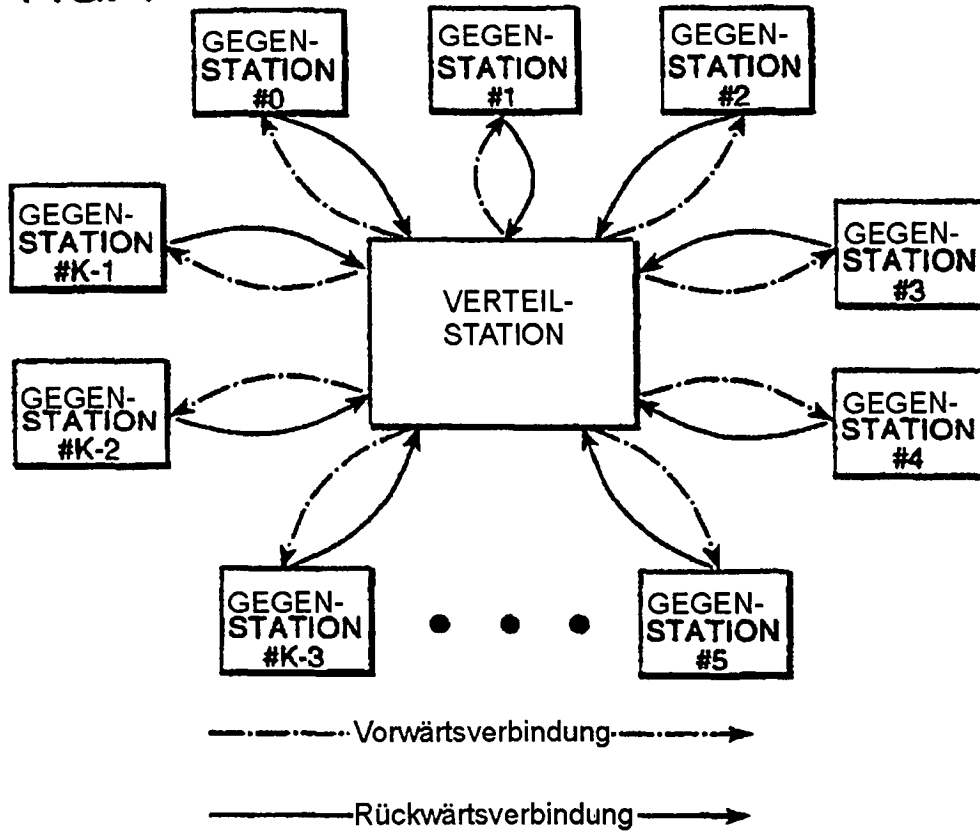 GEGEN-
STATION
#0
GEGEN-
STATION
#1
GEGEN-
STATION
#2
GEGEN-
STATION
#K-1
VERTEIL-
STATION
GEGEN-
STATION
#3
GEGEN-
STATION
#K-2
GEGEN-
STATION
#4
GEGEN-
STATION
#K-3
GEGEN-
STATION
#5
Vorwärtsverbindung
Rückwärtsverbindung